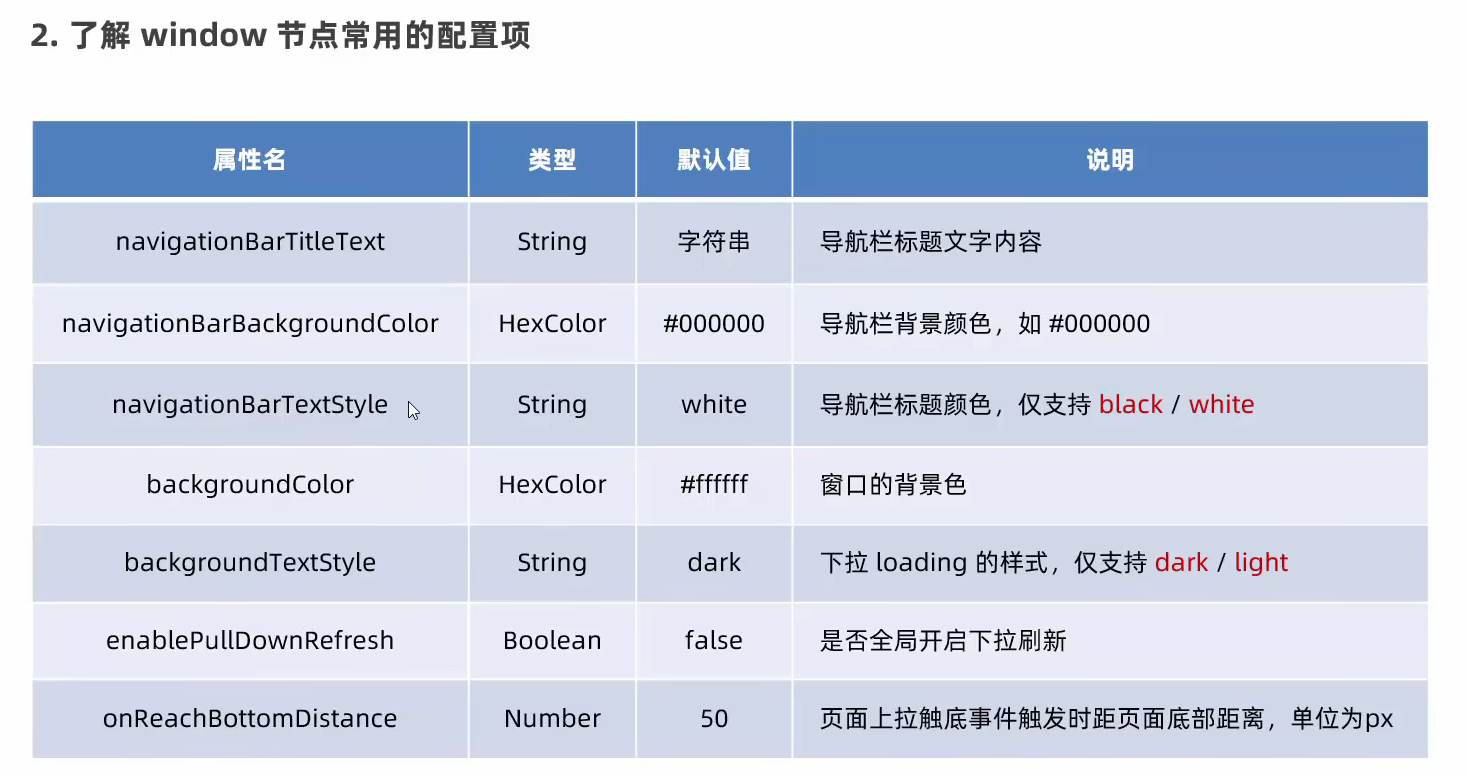 2. 了解 window 节点常用的配置项
属性名 类型 默认值 说明
navigationBarTitleText String 字符串 导航栏标题文字内容
navigationBarBackgroundColor HexColor #000000 导航栏背景颜色，如 #000000
navigationBarTextStyle String white 导航栏标题颜色，仅支持 black / white
backgroundColor HexColor #ffffff 窗口的背景色
backgroundTextStyle String dark 下拉 loading 的样式，仅支持 dark / light
enablePullDownRefresh Boolean false 是否全局开启下拉刷新
onReachBottomDistance Number 50 页面上拉触底事件触发时距页面底部距离，单位为px